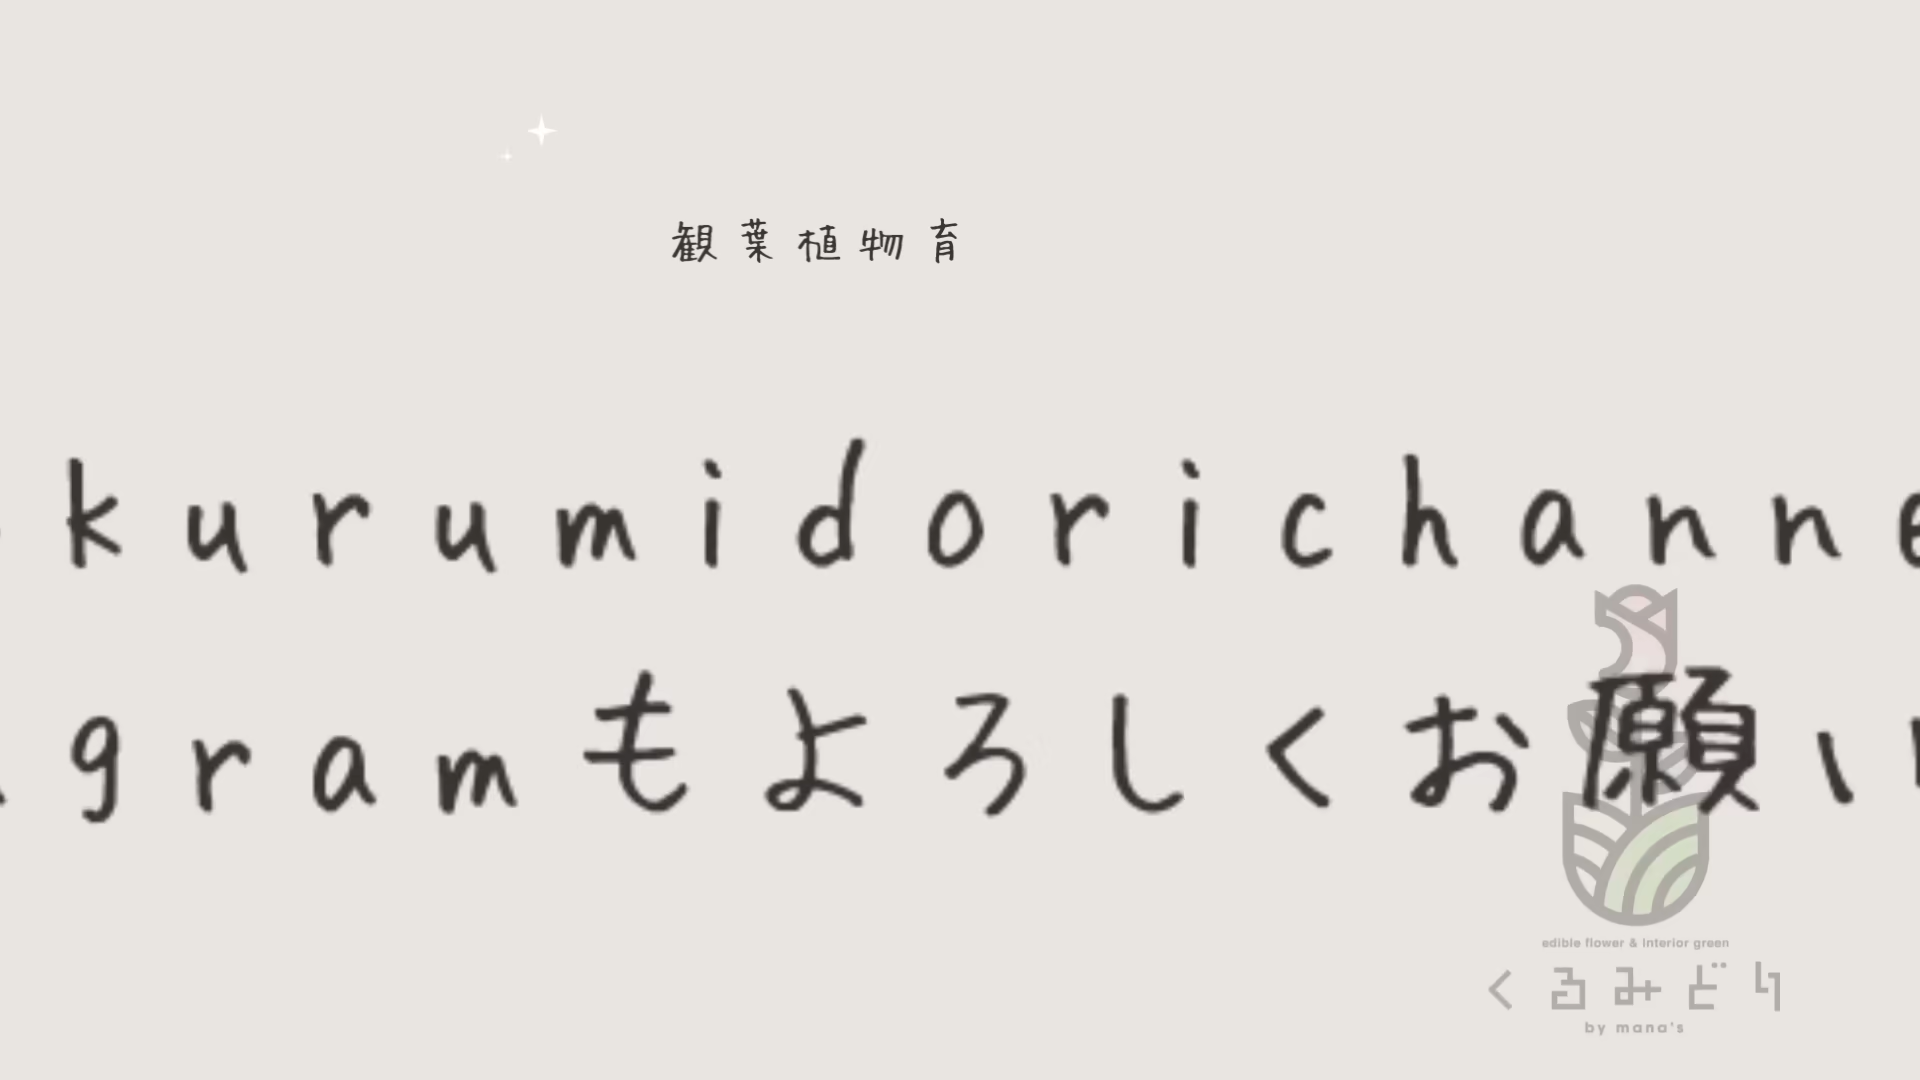 観葉植物育
kurumidorichanne
gramもよろしくお願い
edible flower & interior green
くるみどり
by mana's